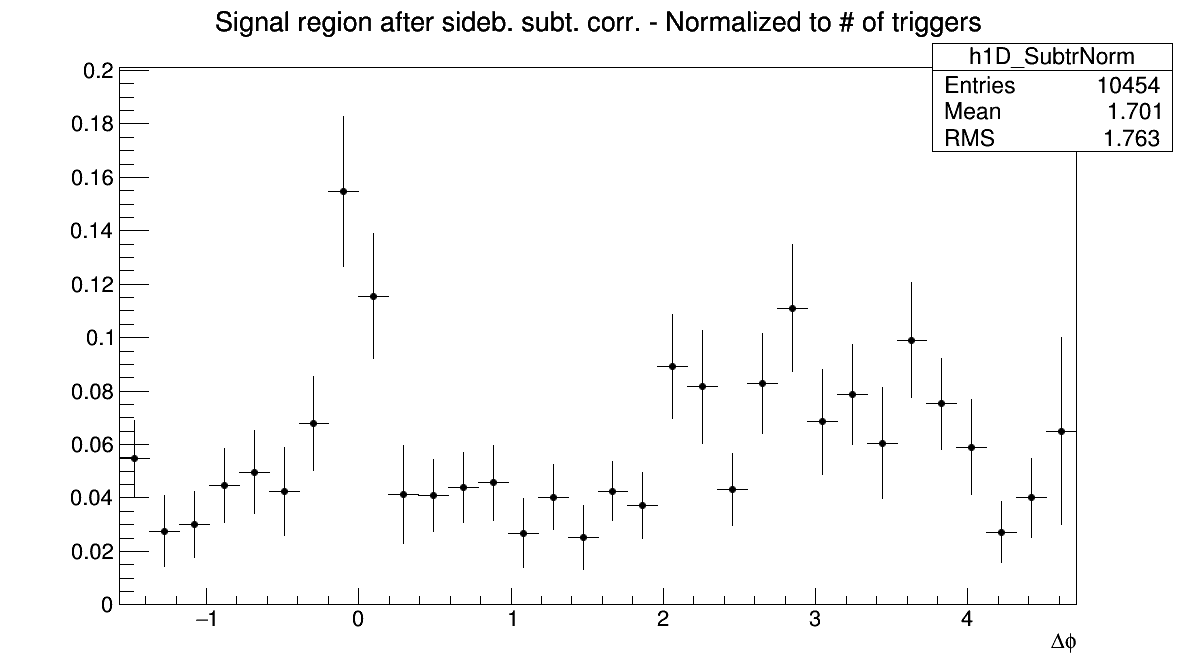 Signal region after sideb. subt. corr. - Normalized to # of triggers
h1D_SubtrNorm
Entries 10454
Mean 1.701
RMS 1.763
0.2
0.18
0.16
0.14
0.12
0.1
0.08
0.06
0.04
0.02
0
−1 0 1 2 3 4
Δϕ